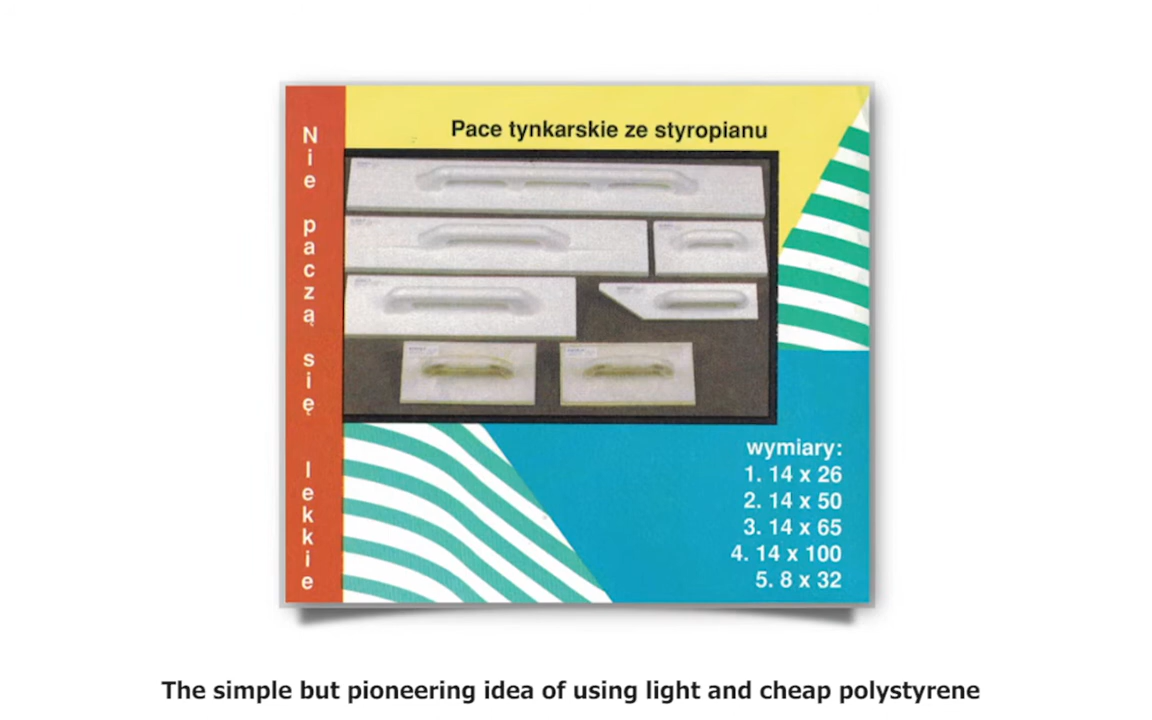 Pace tynkarskie ze styropianu
Nie paczą się lekkie
wymiary:
1. 14 x 26
2. 14 x 50
3. 14 x 65
4. 14 x 100
5. 8 x 32
The simple but pioneering idea of using light and cheap polystyrene